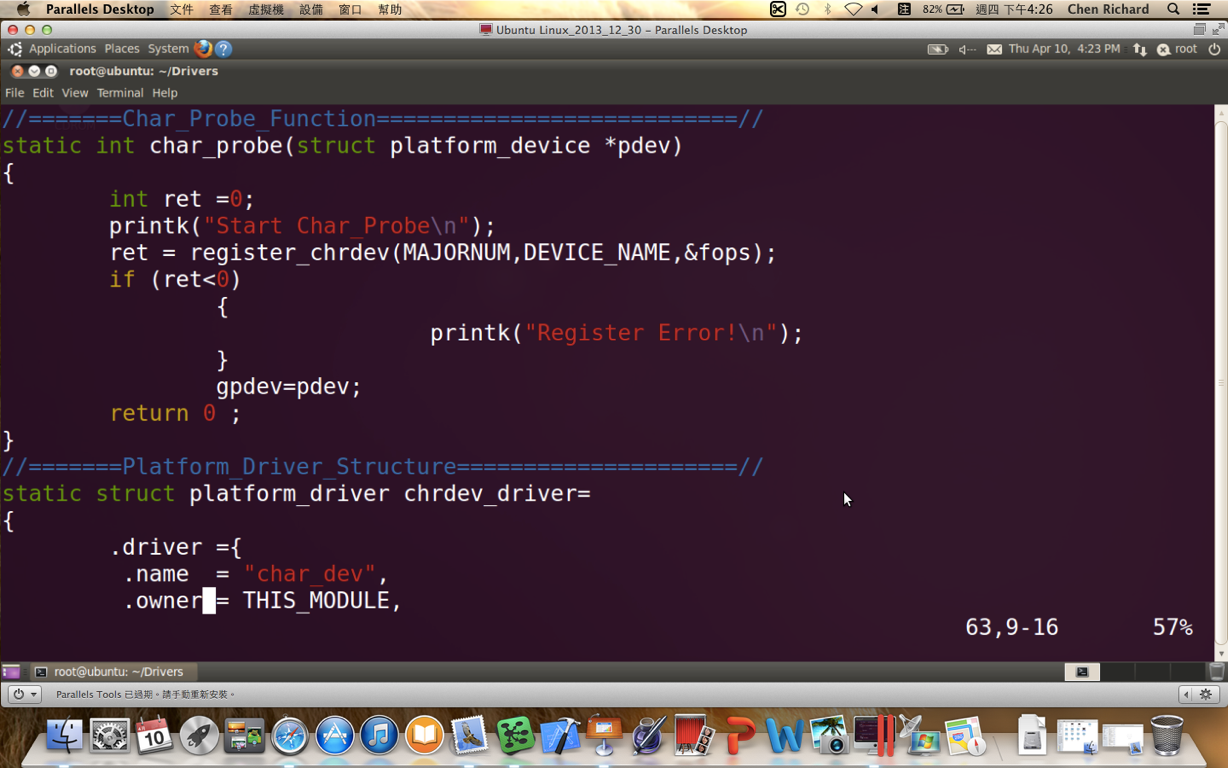 Parallels Desktop 文件 查看 虛擬機 設備 窗口 幫助 82% 週四 下午4:26 Chen Richard
Ubuntu Linux_2013_12_30 – Parallels Desktop
Applications Places System Thu Apr 10, 4:23 PM root
root@ubuntu: ~/Drivers
File Edit View Terminal Help
//=======Char_Probe_Function===========================//
static int char_probe(struct platform_device *pdev)
{
int ret =0;
printk("Start Char_Probe\n");
ret = register_chrdev(MAJORNUM,DEVICE_NAME,&fops);
if (ret<0)
{
printk("Register Error!\n");
}
gpdev=pdev;
return 0 ;
}
//=======Platform_Driver_Structure=====================//
static struct platform_driver chrdev_driver=
{
.driver ={
.name  = "char_dev",
.owner = THIS_MODULE,
63,9-16 57%
root@ubuntu: ~/Drivers
Parallels Tools 已過期。請手動重新安裝。
10